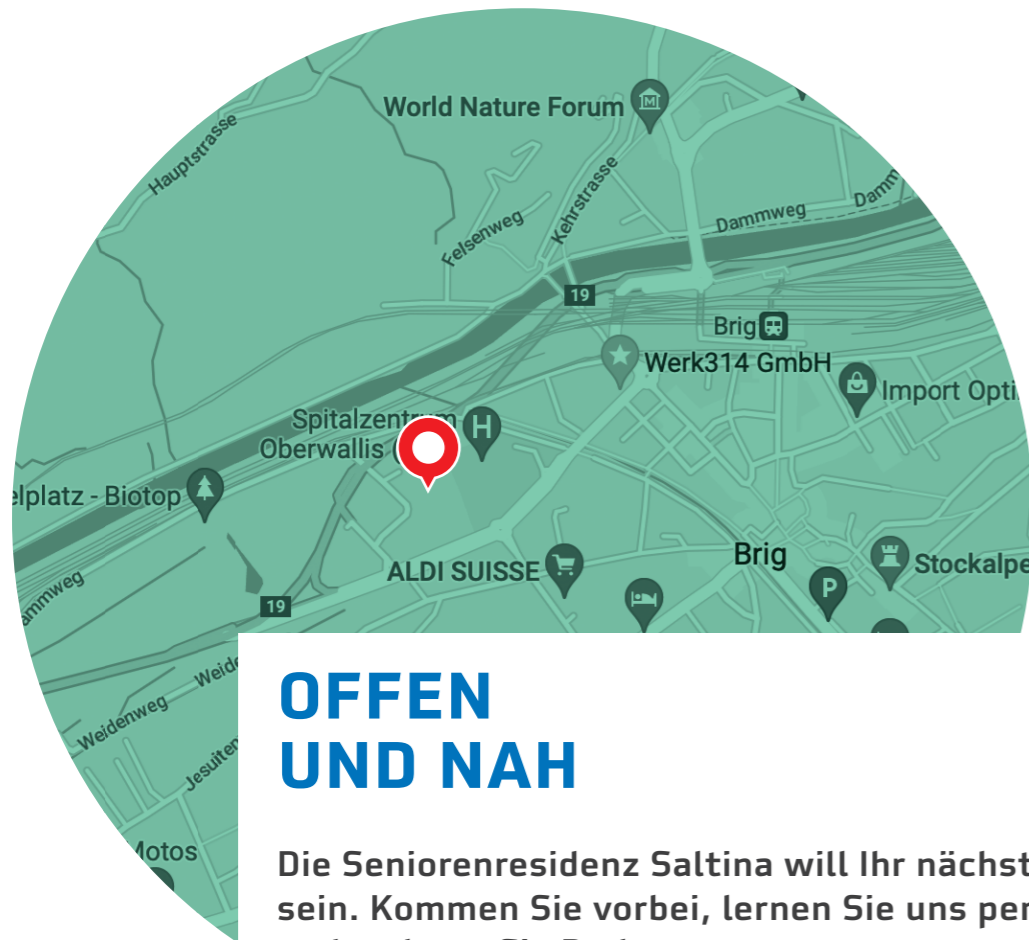 World Nature Forum
Hauptstrasse
Kehrstrasse
Felsenweg
Dammweg
Damm
19
Brig
Werk314 GmbH
Import Opti
Spitalzentrum
Oberwallis
elplatz - Biotop
ALDI SUISSE
Brig
Stockalpe
P
H
ammweg
19
Weide
Weidenweg
Jesuiten
Motos
OFFEN
UND NAH
Die Seniorenresidenz Saltina will Ihr nächst
sein. Kommen Sie vorbei, lernen Sie uns per